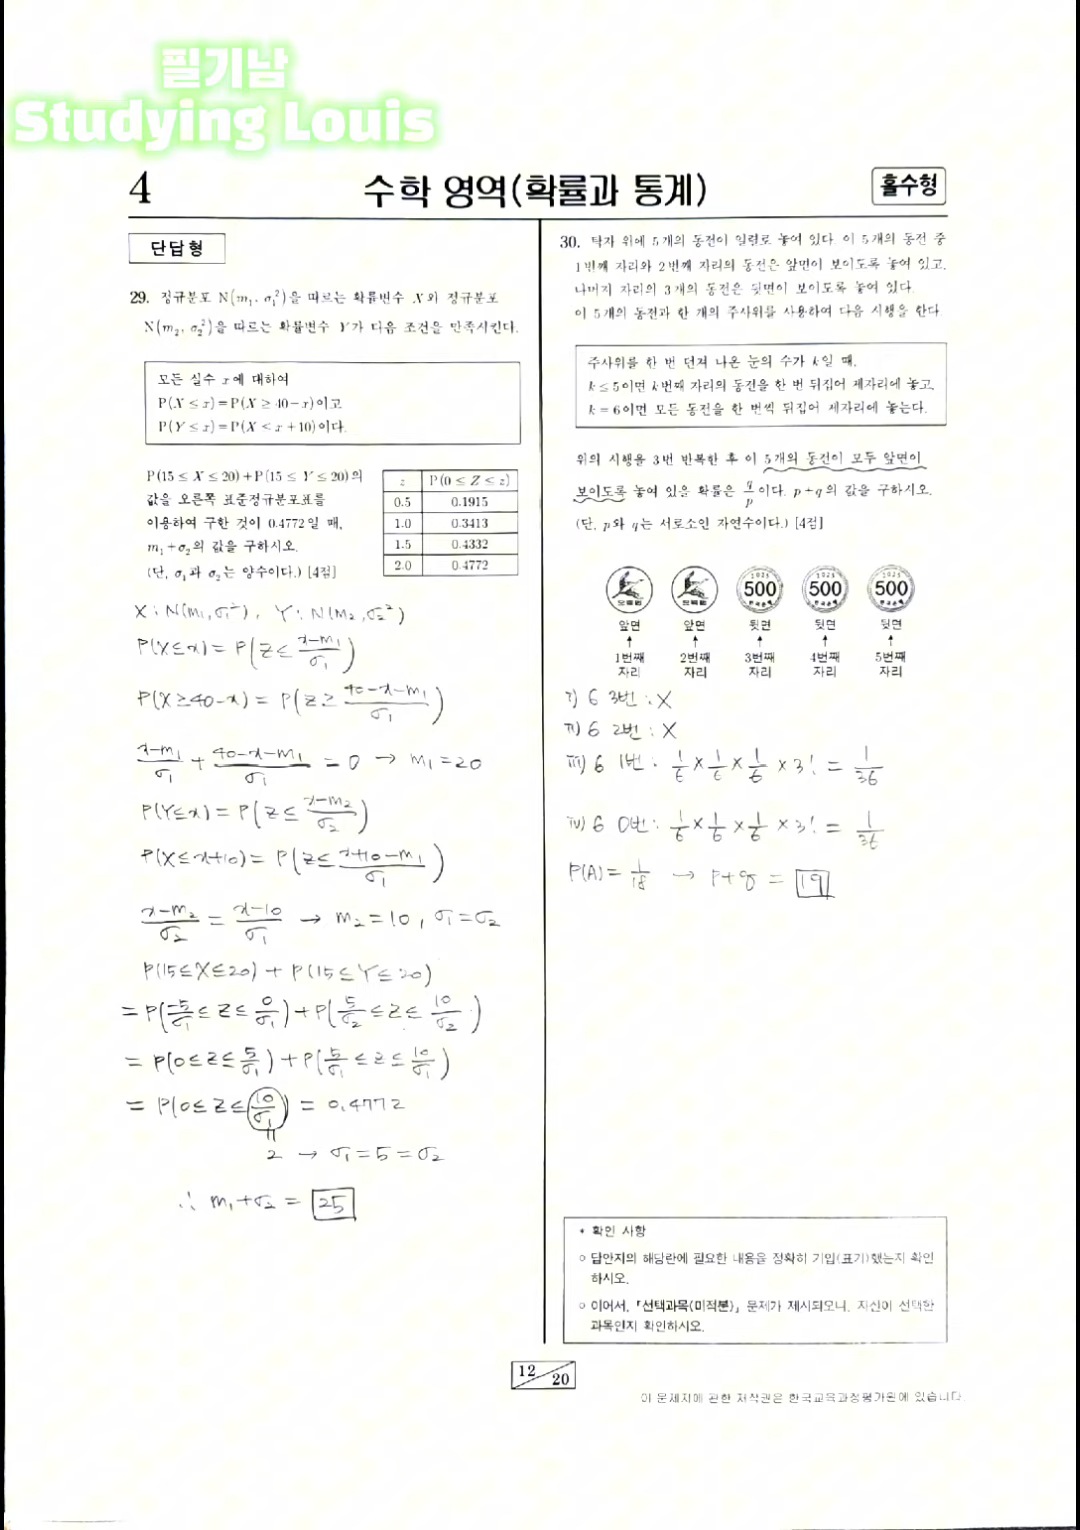 필기남
Studying Louis
4
수학 영역(확률과 통계)
홀수형
단답형
29. 정규분포 N(m₁, σ₁²)을 따르는 확률변수 X와 정규분포
N(m₂, σ₂²)을 따르는 확률변수 Y가 다음 조건을 만족시킨다.
모든 실수 x에 대하여
P(X ≤ x)=P(X ≥ 40−x)이고
P(Y ≤ x)=P(X ≤ x+10)이다.
P(15 ≤ X ≤ 20)+P(15 ≤ Y ≤ 20)의
값을 오른쪽 표준정규분포표를
이용하여 구한 것이 0.4772일 때,
m₁+σ₂의 값을 구하시오.
(단, σ₁과 σ₂는 양수이다.) [4점]
z P(0 ≤ Z ≤ z)
0.5 0.1915
1.0 0.3413
1.5 0.4332
2.0 0.4772
X : N(m₁, σ₁²), Y : N(m₂, σ₂²)
P(X≤x) = P(Z ≤ (x−m₁)/σ₁)
P(X≥40−x) = P(Z ≥ (40−x−m₁)/σ₁)
(x−m₁)/σ₁ + (40−x−m₁)/σ₁ = 0 → m₁=20
P(Y≤x) = P(Z ≤ (x−m₂)/σ₂)
P(X≤x+10) = P(Z ≤ (x+10−m₁)/σ₁)
(x−m₂)/σ₂ = (x−10)/σ₁ → m₂=10, σ₁=σ₂
P(15≤X≤20) + P(15≤Y≤20)
= P(−5/σ₁ ≤ Z ≤ 0/σ₁) + P(5/σ₂ ≤ Z ≤ 10/σ₂)
= P(0≤Z≤5/σ₁) + P(5/σ₁ ≤ Z ≤ 10/σ₁)
= P(0≤Z≤10/σ₁) = 0.4772
2 → σ₁=5=σ₂
∴ m₁+σ₂ = 25
30. 탁자 위에 5개의 동전이 일렬로 놓여 있다. 이 5개의 동전 중
1번째 자리와 2번째 자리의 동전은 앞면이 보이도록 놓여 있고,
나머지 자리의 3개의 동전은 뒷면이 보이도록 놓여 있다.
이 5개의 동전과 한 개의 주사위를 사용하여 다음 시행을 한다.
주사위를 한 번 던져 나온 눈의 수가 k일 때,
k ≤ 5이면 k번째 자리의 동전을 한 번 뒤집어 제자리에 놓고,
k = 6이면 모든 동전을 한 번씩 뒤집어 제자리에 놓는다.
위의 시행을 3번 반복한 후 이 5개의 동전이 모두 앞면이
보이도록 놓여 있을 확률은 q/p이다. p+q의 값을 구하시오.
(단, p와 q는 서로소인 자연수이다.) [4점]
500 500 500
앞면 앞면 뒷면 뒷면 뒷면
↑ ↑ ↑ ↑ ↑
1번째 2번째 3번째 4번째 5번째
자리 자리 자리 자리 자리
i) 6 3번 : X
ii) 6 2번 : X
iii) 6 1번 : 1/6 × 1/6 × 1/6 × 3! = 1/36
iv) 6 0번 : 1/6 × 1/6 × 1/6 × 3! = 1/36
P(A) = 1/18 → p+q = 19
* 확인 사항
○ 답안지의 해당란에 필요한 내용을 정확히 기입(표기)했는지 확인
하시오.
○ 이어서, 「선택과목(미적분)」 문제가 제시되오니, 자신이 선택한
과목인지 확인하시오.
12 20
이 문제지에 관한 저작권은 한국교육과정평가원에 있습니다.